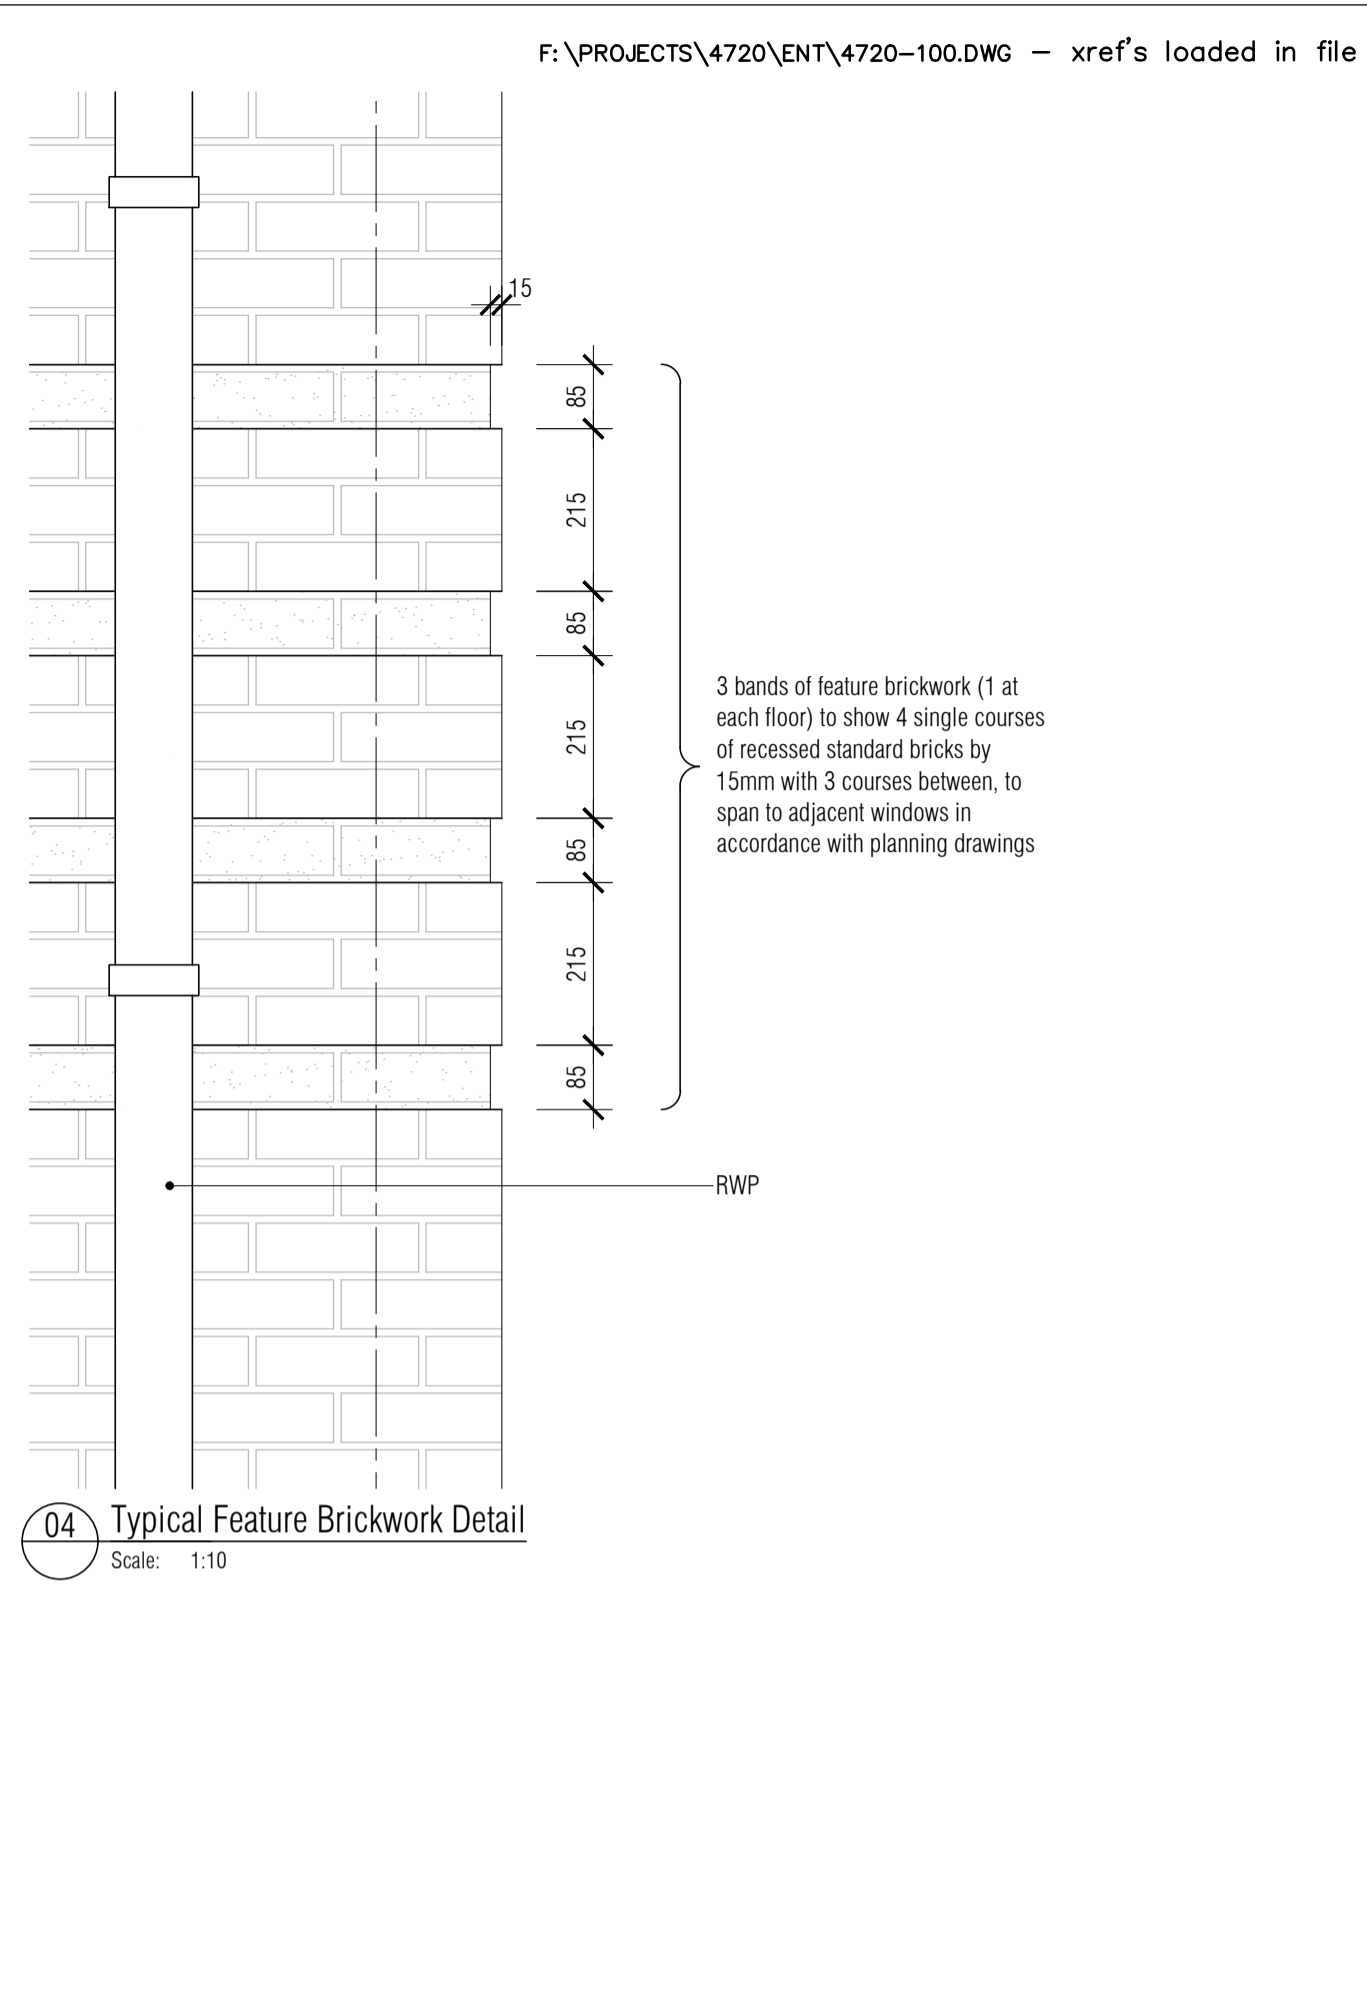 F:\PROJECTS\4720\ENT\4720-100.DWG - xref's loaded in file
15
85
215
85
215
85
215
85
3 bands of feature brickwork (1 at
each floor) to show 4 single courses
of recessed standard bricks by
15mm with 3 courses between, to
span to adjacent windows in
accordance with planning drawings
RWP
04 Typical Feature Brickwork Detail
Scale: 1:10